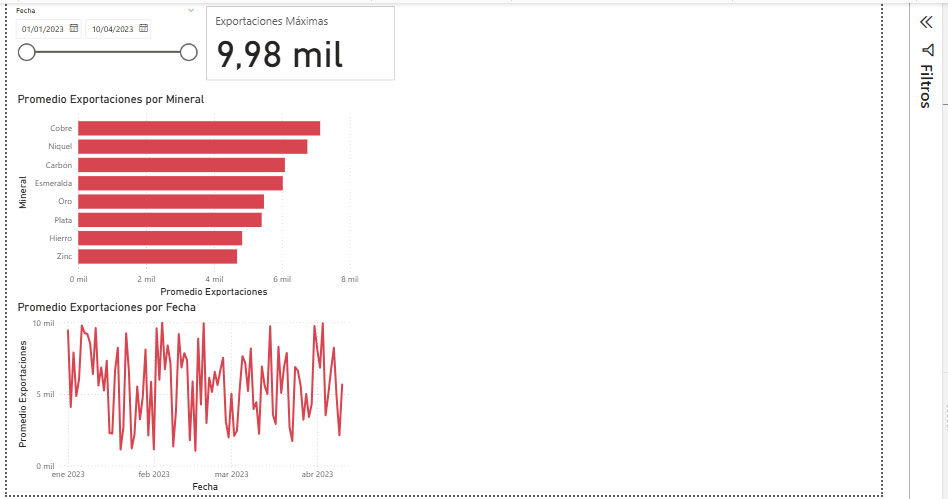 Fecha
01/01/2023
10/04/2023
Exportaciones Máximas
9,98 mil
Filtros
Promedio Exportaciones por Mineral
Mineral
Cobre
Níquel
Carbón
Esmeralda
Oro
Plata
Hierro
Zinc
0 mil 2 mil 4 mil 6 mil 8 mil
Promedio Exportaciones
Promedio Exportaciones por Fecha
Promedio Exportaciones
10 mil
5 mil
0 mil
ene 2023 feb 2023 mar 2023 abr 2023
Fecha